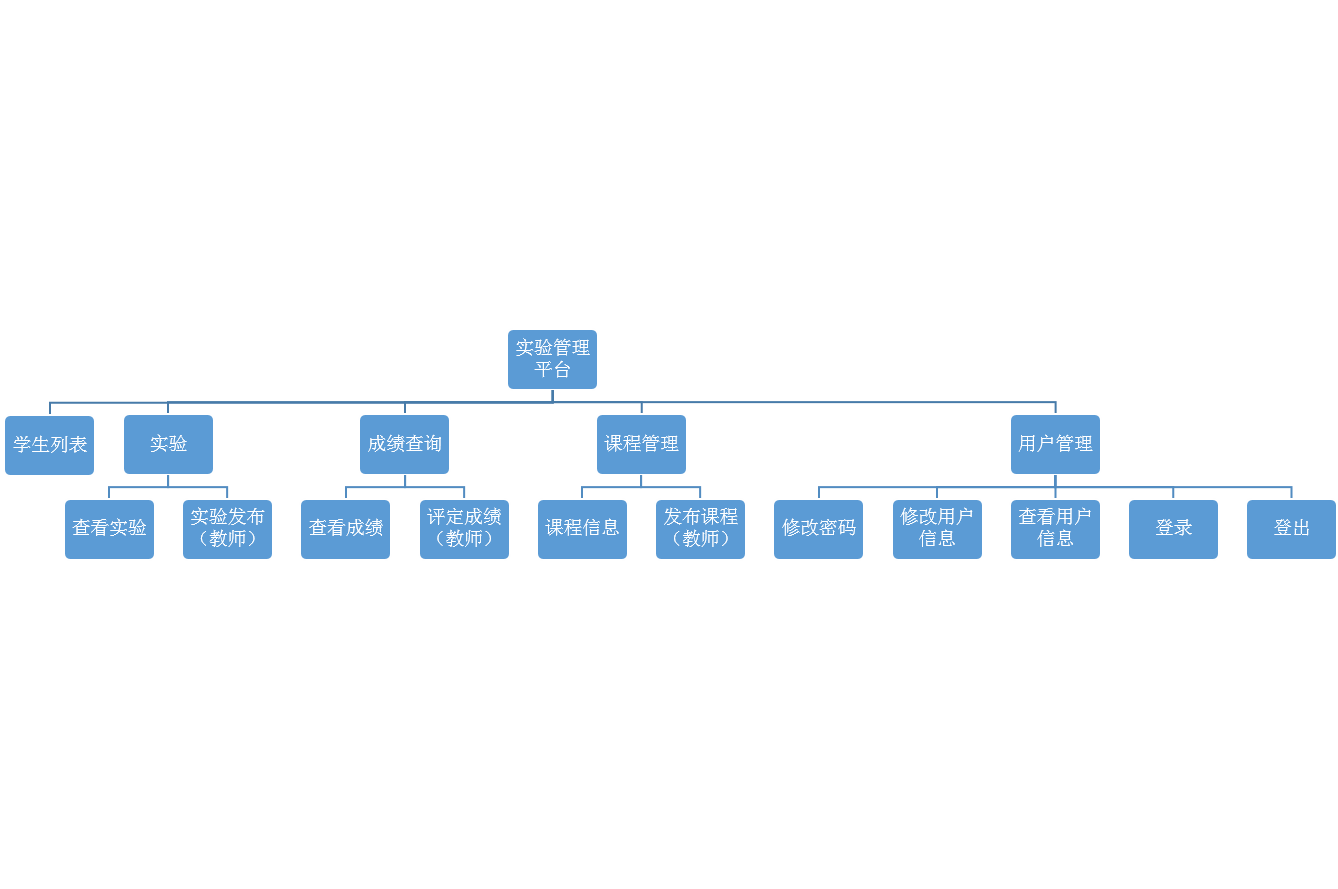 实验管理
平台
学生列表
实验
成绩查询
课程管理
用户管理
查看实验
实验发布
（教师）
查看成绩
评定成绩
（教师）
课程信息
发布课程
（教师）
修改密码
修改用户
信息
查看用户
信息
登录
登出